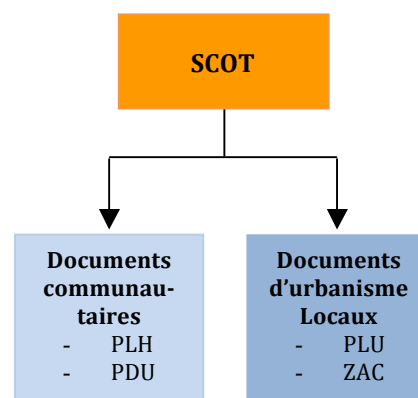 SCOT
Documents
communau-
taires
- PLH
- PDU
Documents
d'urbanisme
Locaux
- PLU
- ZAC